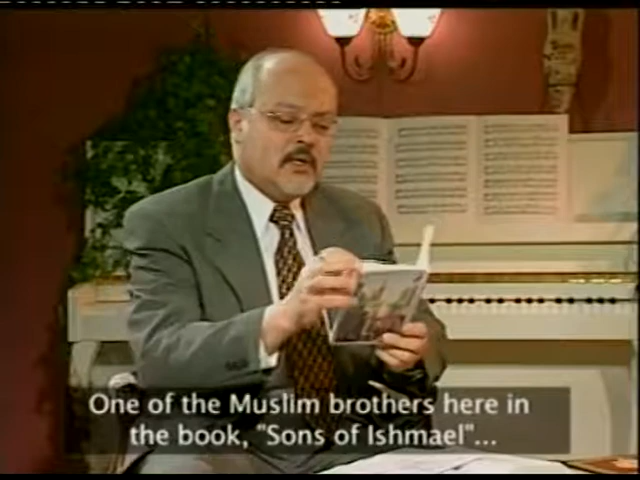 One of the Muslim brothers here in
the book, "Sons of Ishmael"...